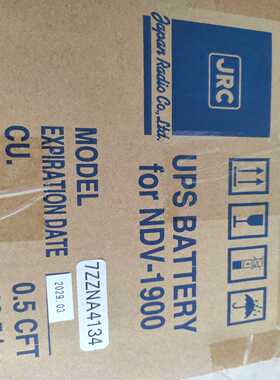 JRC
Japan Radio Co., Ltd.
UPS BATTERY
for NDV-1900
MODEL 7ZZNA4134
EXPIRATION DATE 2029.03
CU. 0.5 CFT